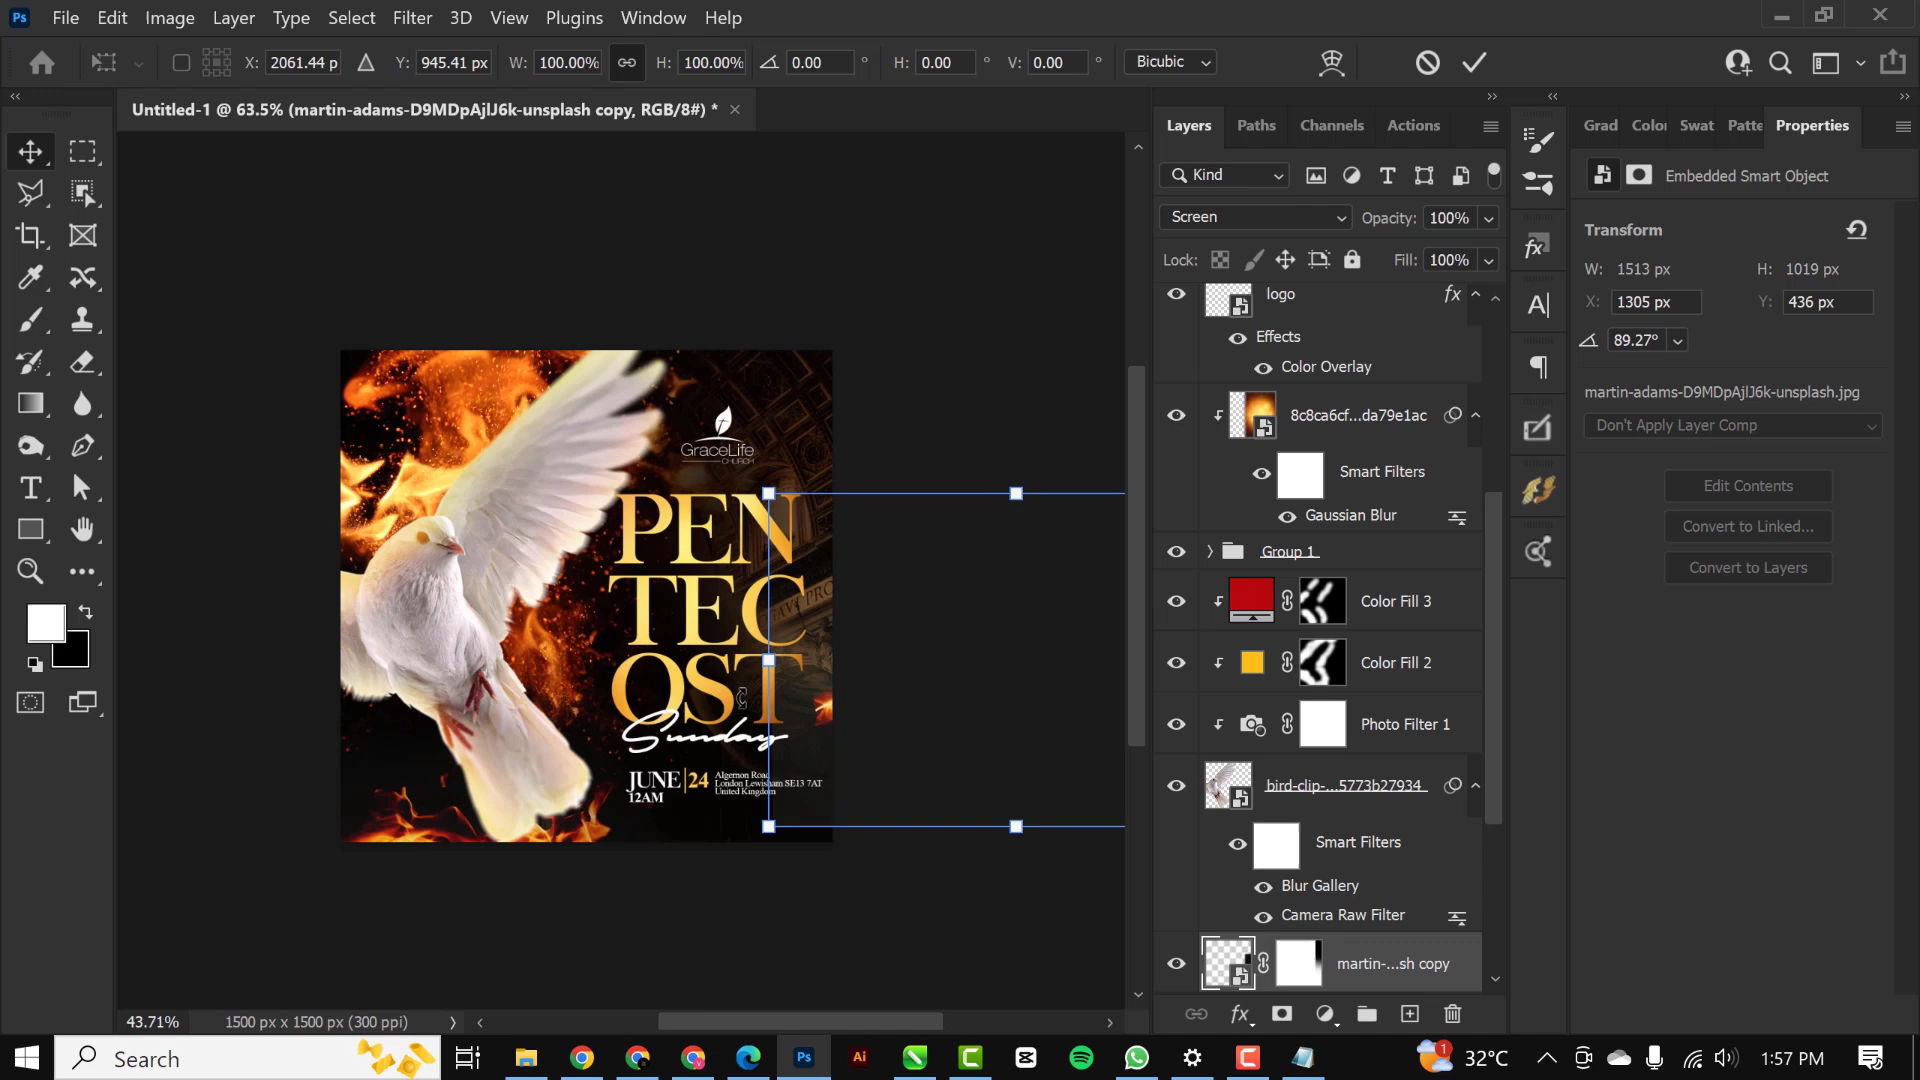 Ps File Edit Image Layer Type Select Filter 3D View Plugins Window Help
X: 2061.44 p Y: 945.41 px W: 100.00% H: 100.00% 0.00 ° H: 0.00 ° V: 0.00 ° Bicubic
Untitled-1 @ 63.5% (martin-adams-D9MDpAjlJ6k-unsplash copy, RGB/8#) *
GraceLife
CHURCH
PEN
TEC
OST
Sunday
JUNE 24
12AM
Algernon Road
London Lewisham SE13 7AT
United Kingdom
43.71% 1500 px x 1500 px (300 ppi)
Layers Paths Channels Actions
Kind
Screen Opacity: 100%
Lock: Fill: 100%
logo fx
Effects
Color Overlay
8c8ca6cf...da79e1ac
Smart Filters
Gaussian Blur
Group 1
Color Fill 3
Color Fill 2
Photo Filter 1
bird-clip-...5773b27934
Smart Filters
Blur Gallery
Camera Raw Filter
martin-...sh copy
fx
Grad Color Swat Patte Properties
Embedded Smart Object
Transform
W: 1513 px H: 1019 px
X: 1305 px Y: 436 px
89.27°
martin-adams-D9MDpAjlJ6k-unsplash.jpg
Don't Apply Layer Comp
Edit Contents
Convert to Linked...
Convert to Layers
Search Ps Ai 1 32°C 1:57 PM